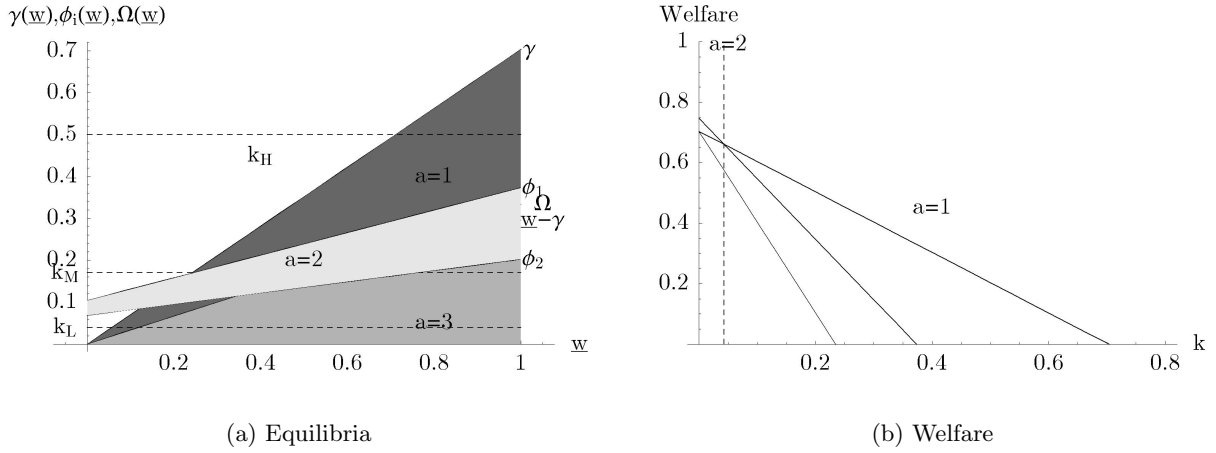 γ(w),ϕi(w),Ω(w)
0.7
0.6
0.5
0.4
0.3
0.2
0.1
kH
kM
kL
a=1
a=2
a=3
γ
ϕ1
Ω
w−γ
ϕ2
0.2
0.4
0.6
0.8
1
w
(a) Equilibria
Welfare
1
0.8
0.6
0.4
0.2
a=2
a=1
0.2
0.4
0.6
0.8
k
(b) Welfare